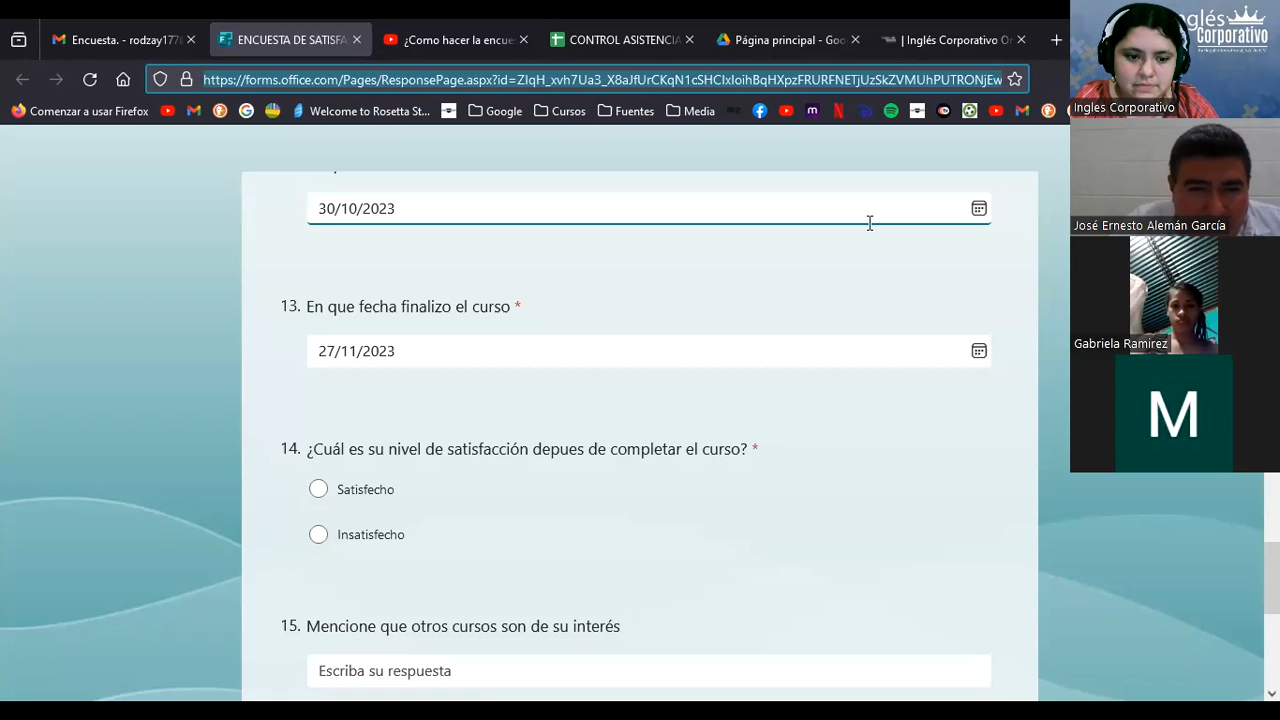 Encuesta. - rodzay1770
ENCUESTA DE SATISFA
¿Como hacer la encue
CONTROL ASISTENCIA
Página principal - Goo
| Inglés Corporativo On
https://forms.office.com/Pages/ResponsePage.aspx?id=ZIqH_xvh7Ua3_X8aJfUrCKqN1cSHCIxIoihBqHXpzFRURFNETjUzSkZVMUhPUTRONjEw
Comenzar a usar Firefox
Welcome to Rosetta St...
Google
Cursos
Fuentes
Media
30/10/2023
13. En que fecha finalizo el curso *
27/11/2023
14. ¿Cuál es su nivel de satisfacción depues de completar el curso? *
Satisfecho
Insatisfecho
15. Mencione que otros cursos son de su interés
Escriba su respuesta
Inglés
Corporativo
Ingles Corporativo
José Ernesto Alemán García
Gabriela Ramirez
M